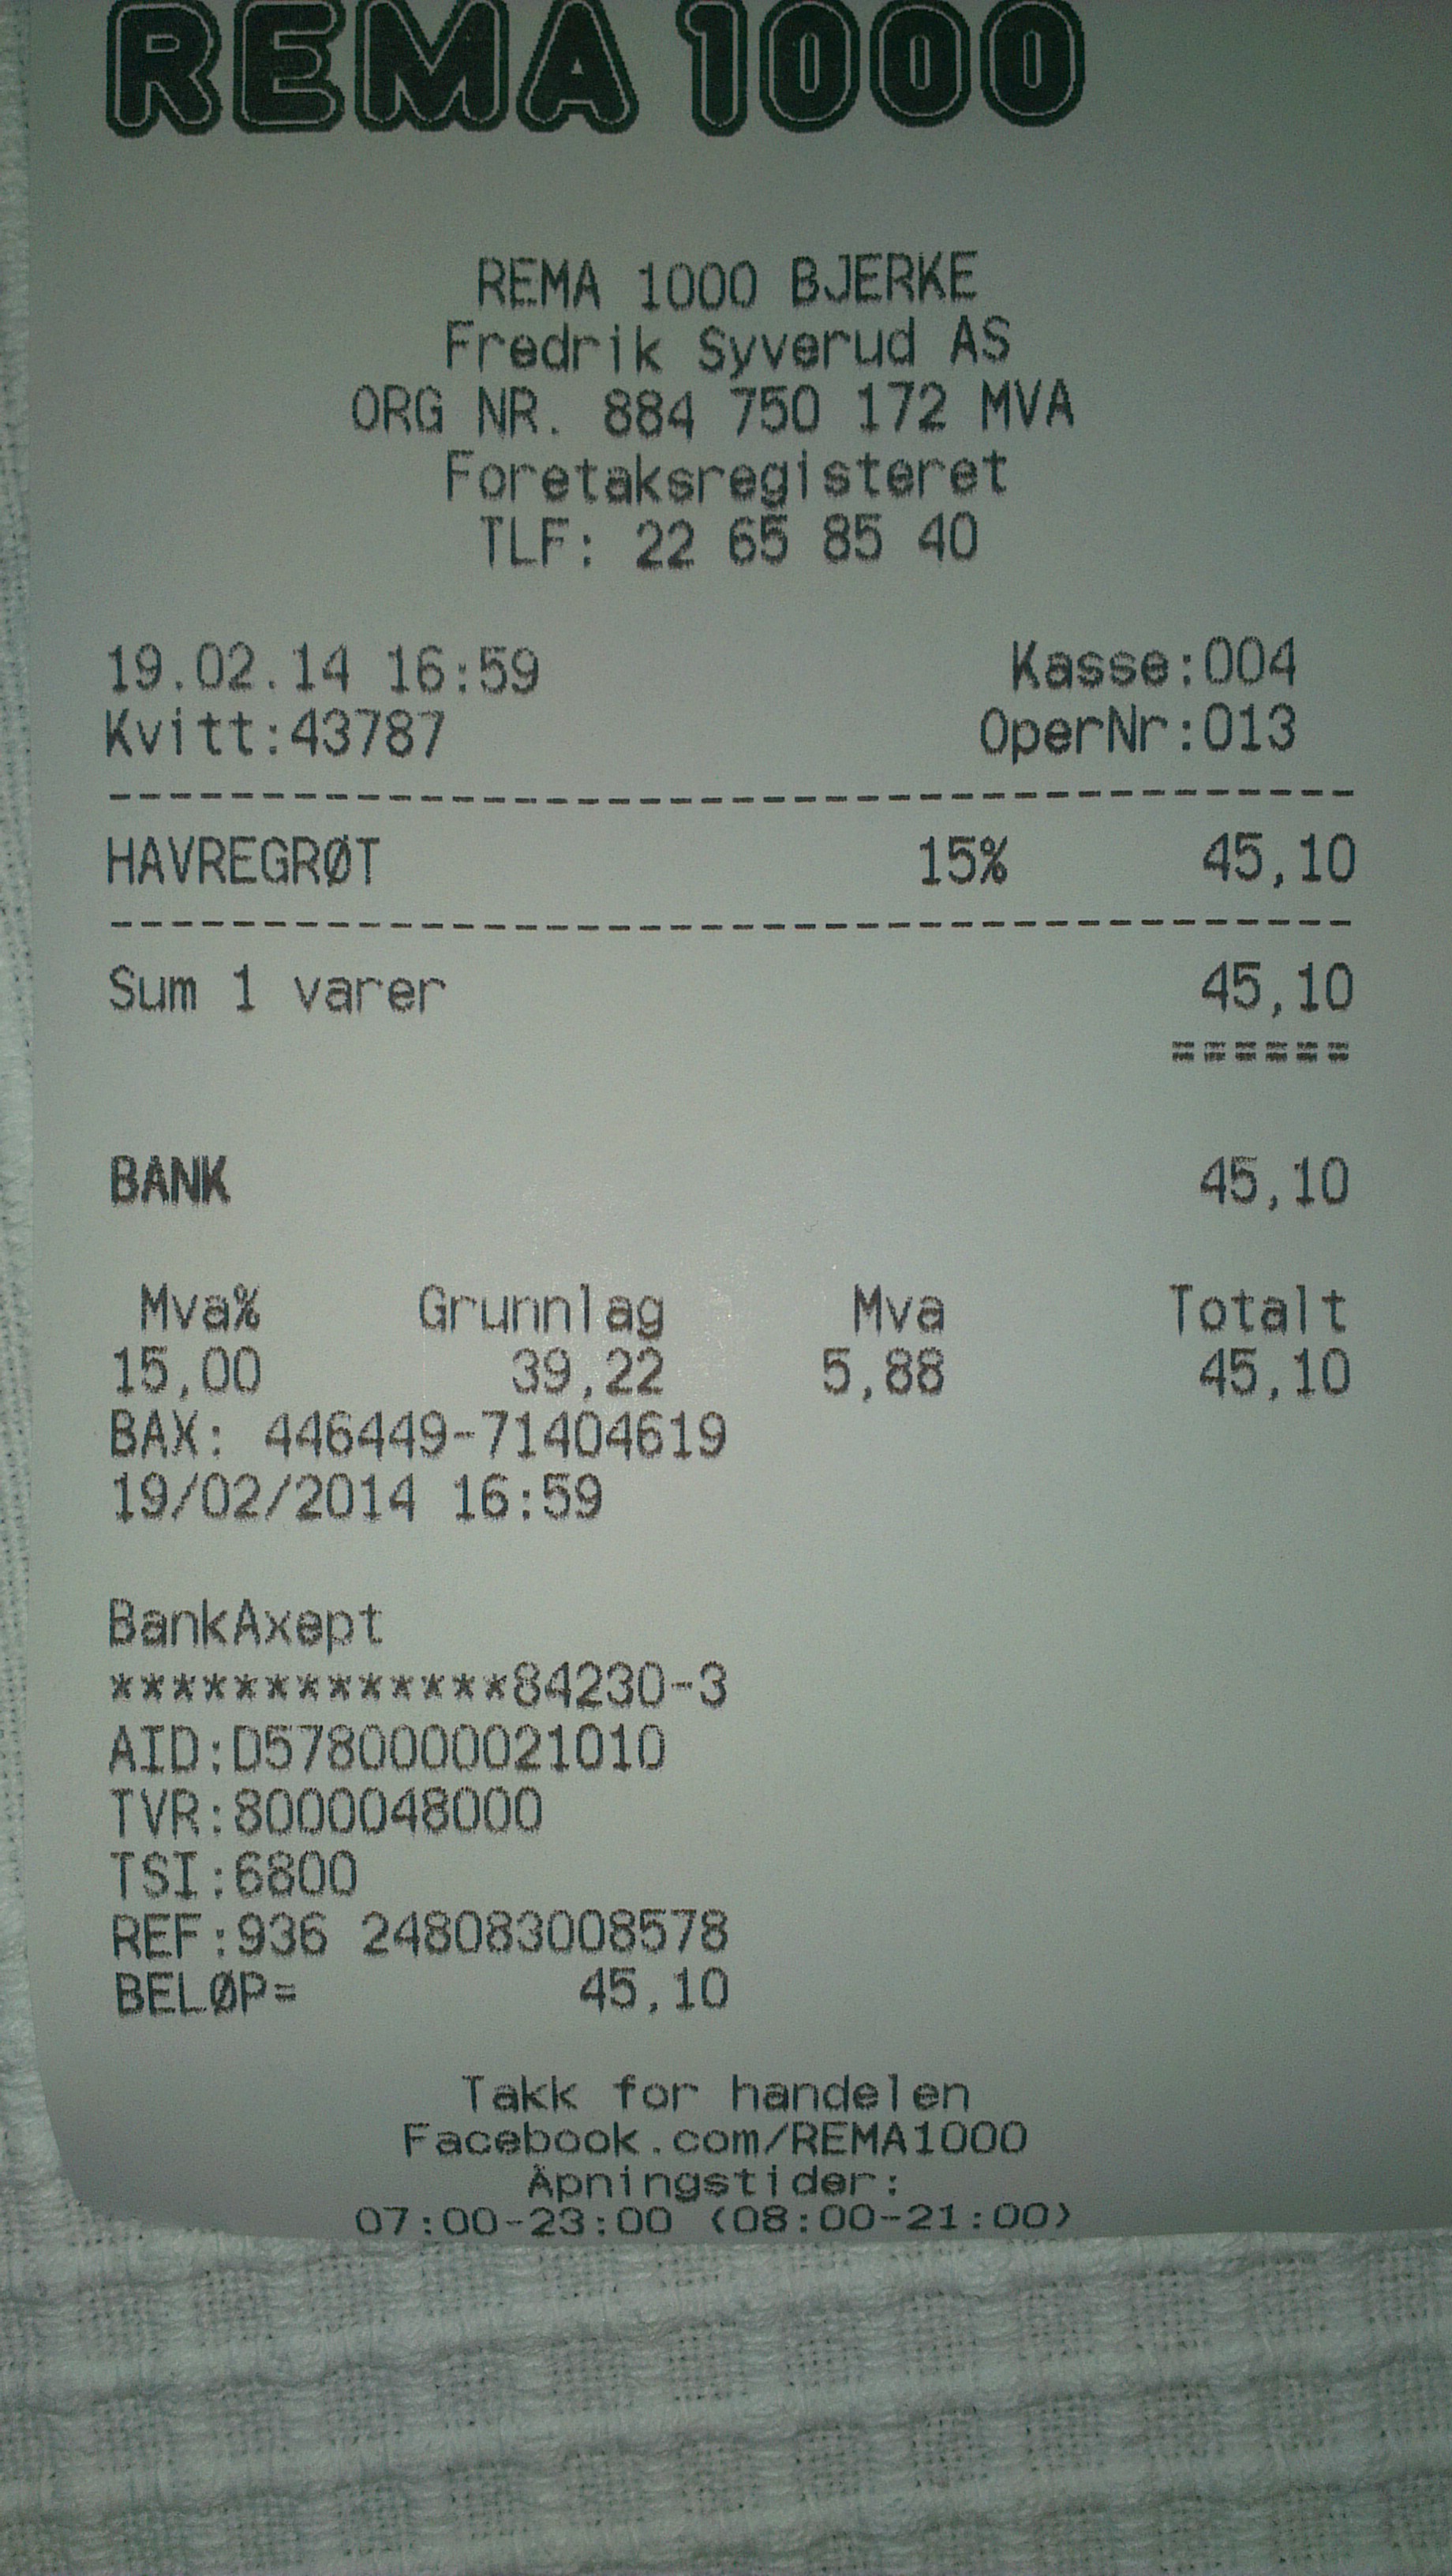 REMA 1000
REMA 1000 BJERKE
Fredrik Syverud AS
ORG NR. 884 750 172 MVA
Foretaksregisteret
TLF: 22 65 85 40
19.02.14 16:59 Kasse:004
Kvitt:43787 OperNr:013
----------------------------------------
HAVREGRØT 15% 45,10
----------------------------------------
Sum 1 varer 45,10
======
BANK 45,10
Mva% Grunnlag Mva Totalt
15,00 39,22 5,88 45,10
BAX: 446449-71404619
19/02/2014 16:59
BankAxept
*************84230-3
AID:D5780000021010
TVR:8000048000
TSI:6800
REF:936 248083008578
BELØP= 45,10
Takk for handelen
Facebook.com/REMA1000
Åpningstider:
07:00-23:00 (08:00-21:00)